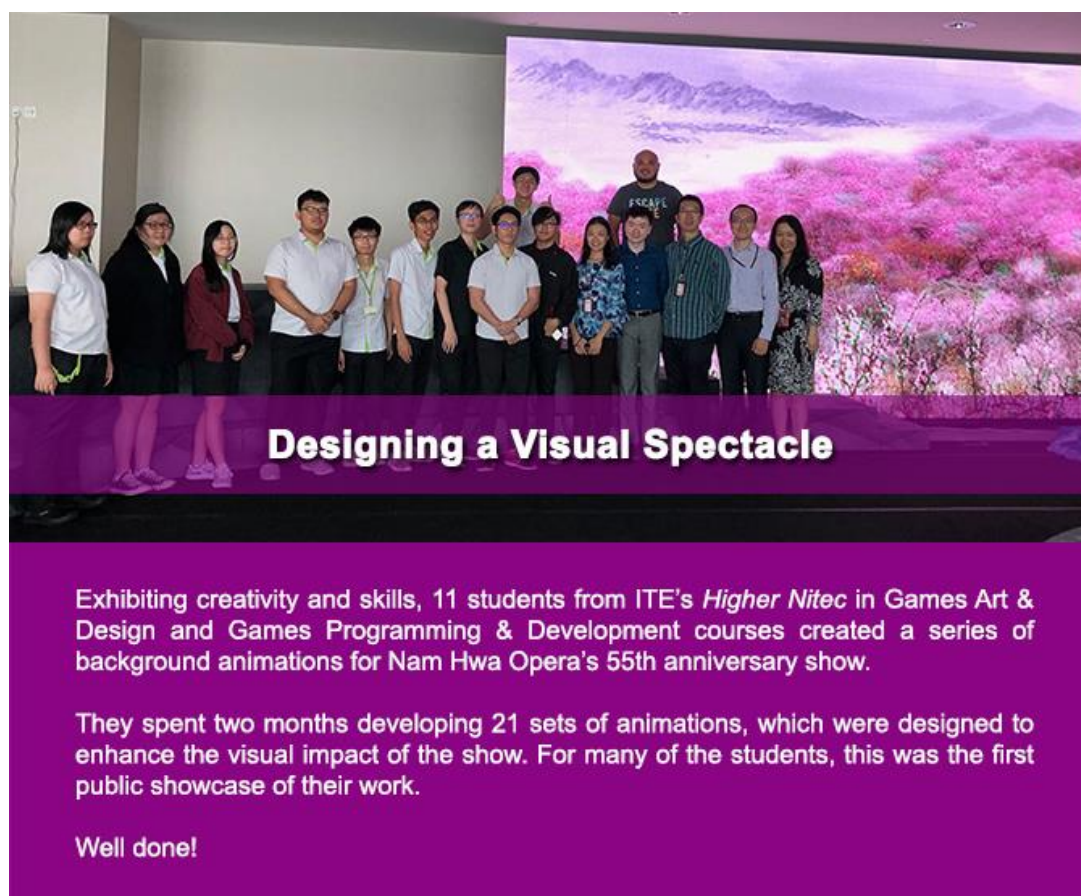 ESCAPE
Designing a Visual Spectacle
Exhibiting creativity and skills, 11 students from ITE's Higher Nitec in Games Art &
Design and Games Programming & Development courses created a series of
background animations for Nam Hwa Opera's 55th anniversary show.
They spent two months developing 21 sets of animations, which were designed to
enhance the visual impact of the show. For many of the students, this was the first
public showcase of their work.
Well done!